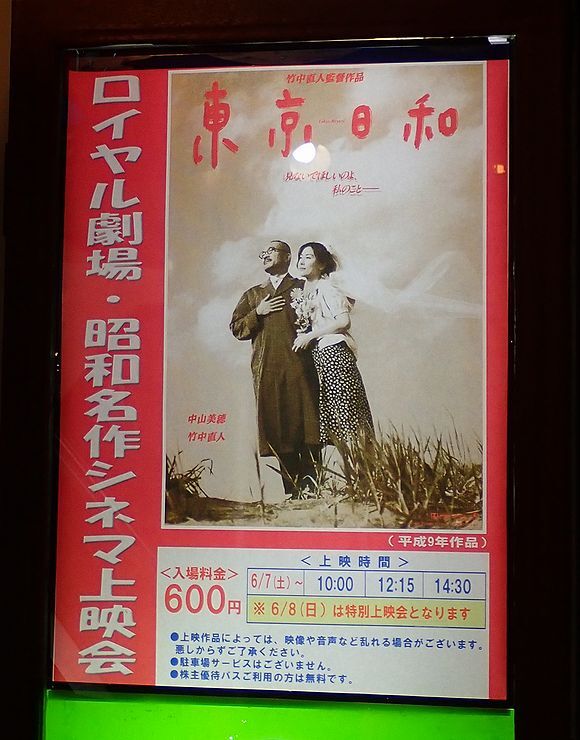 ロイヤル劇場・昭和名作シネマ上映会
竹中直人監督作品
東京日和
見ないでほしいのよ、
私のこと——
中山美穂
竹中直人
(平成9年作品)
<入場料金>
600円
<上映時間>
6/7(土)~ 10:00 12:15 14:30
※ 6/8(日)は特別上映会となります
●上映作品によっては、映像や音声など乱れる場合がございます。
悪しからずご了承ください。
●駐車場サービスはございません。
●株主優待パスご利用の方は無料です。